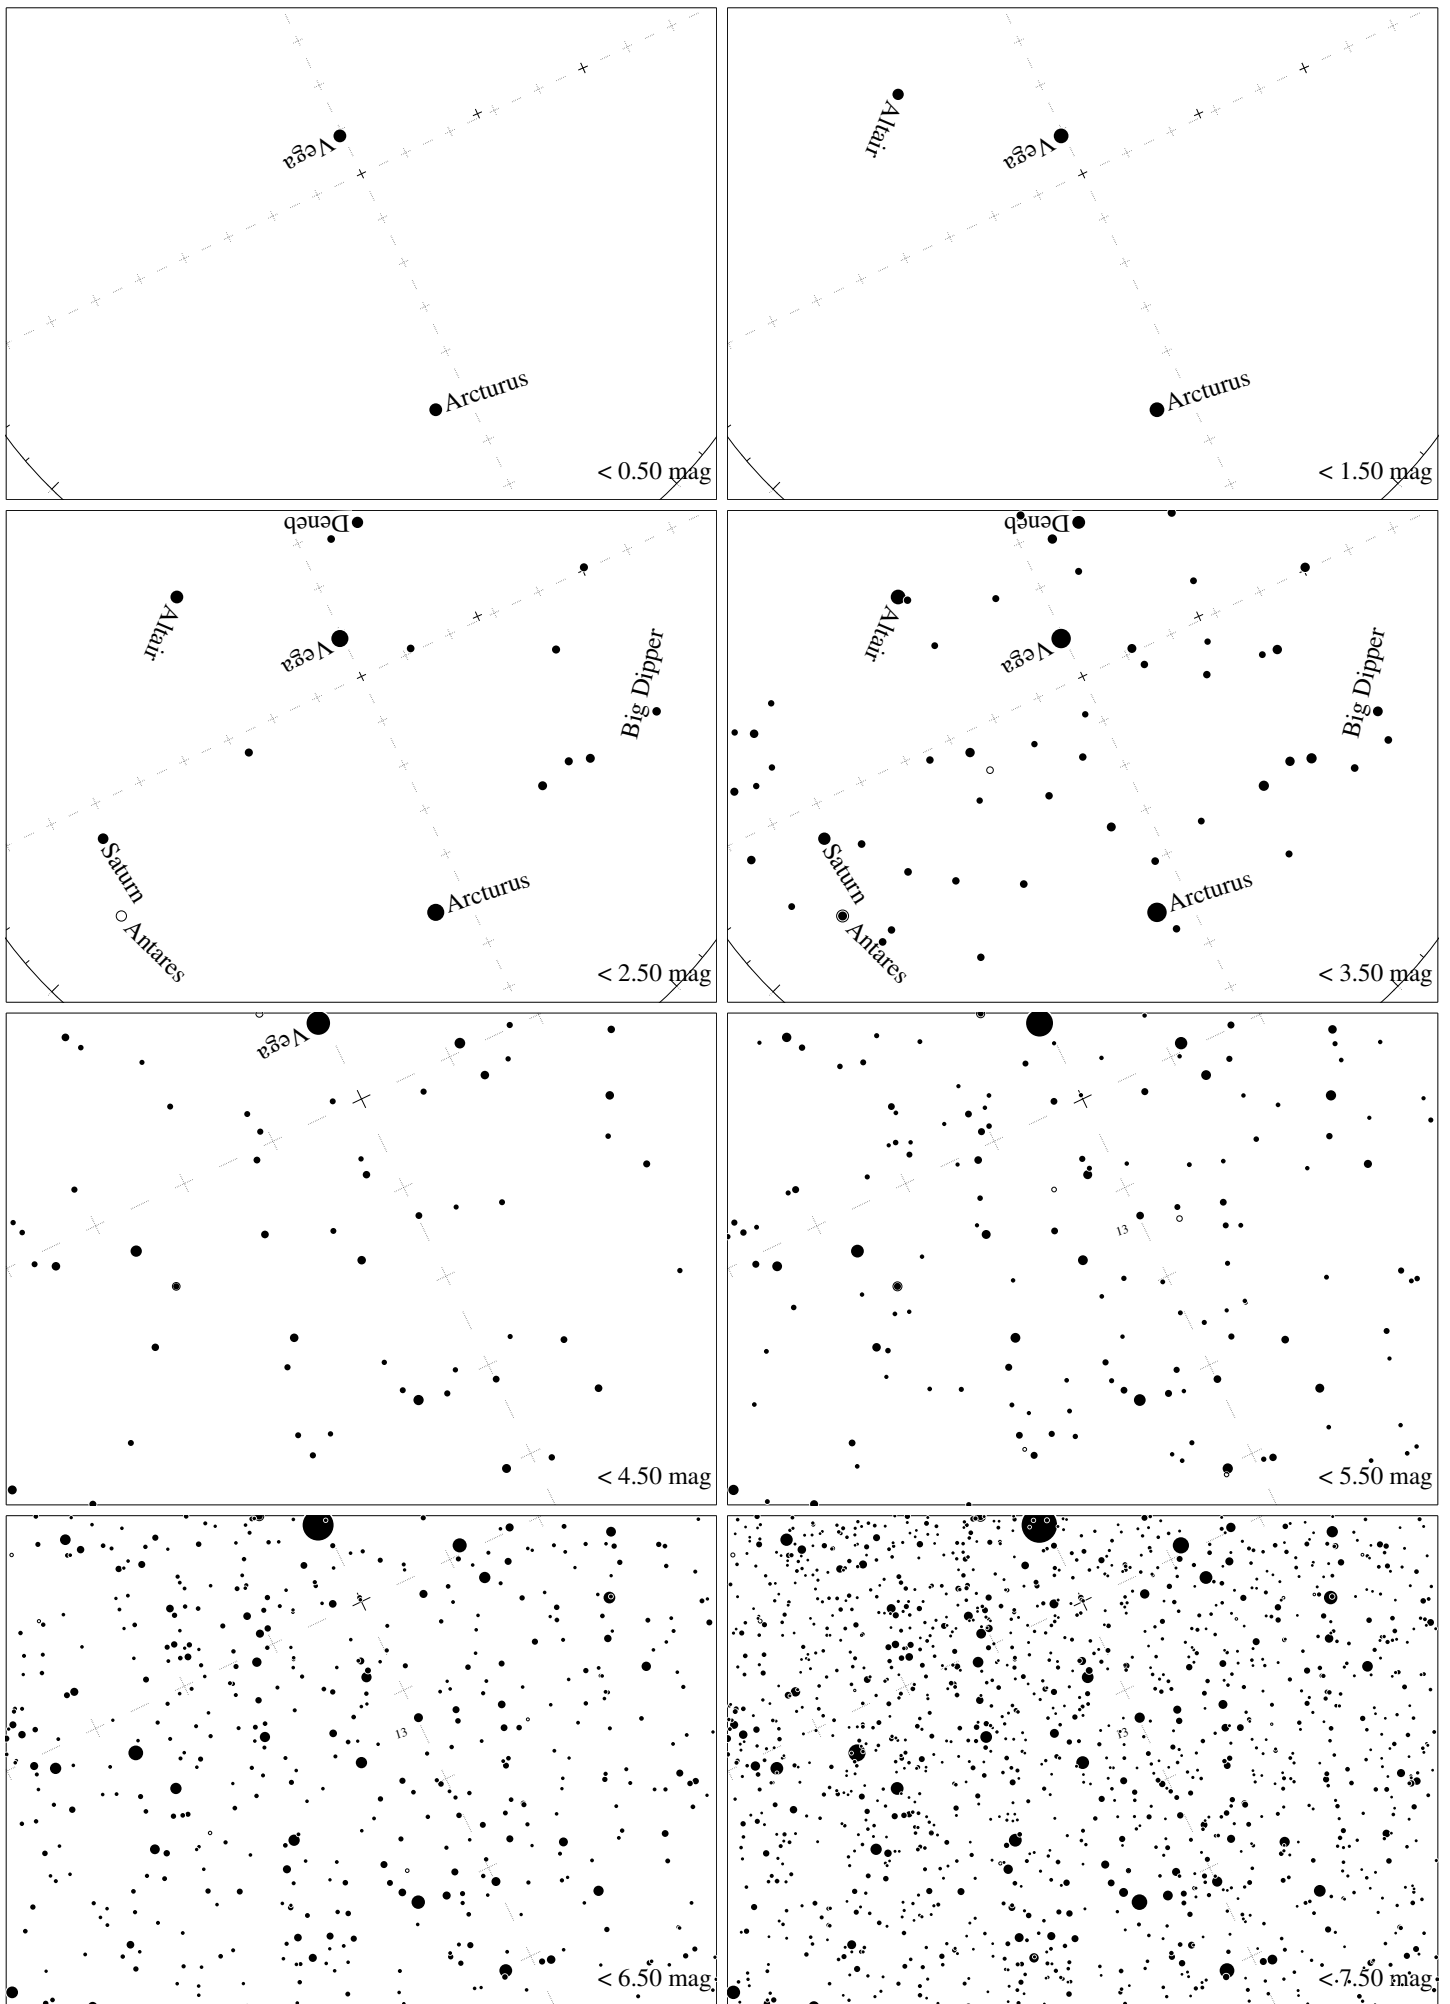 Vega
Arcturus
< 0.50 mag
Altair
Vega
Arcturus
< 1.50 mag
Deneb
Altair
Vega
Big Dipper
Saturn
Antares
Arcturus
< 2.50 mag
Deneb
Altair
Vega
Big Dipper
Saturn
Antares
Arcturus
< 3.50 mag
Vega
< 4.50 mag
13
< 5.50 mag
13
< 6.50 mag
13
< 7.50 mag